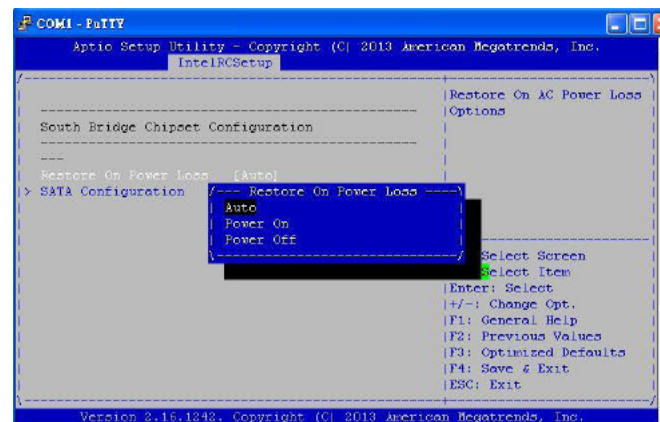 COM1 - PuTTY
Aptio Setup Utility - Copyright (C| 2013 American Megatrends, Inc.
IntelRCSetup
Restore On AC Power Loss
Options
South Bridge Chipset Configuration
---
Restore On Power Loss [Auto]
> SATA Configuration
/--- Restore On Power Loss ----\
Auto
Power On
Power Off
Select Screen
Select Item
Enter: Select
+/-: Change Opt.
F1: General Help
F2: Previous Values
F3: Optimized Defaults
F4: Save & Exit
ESC: Exit
Version 2.16.1242. Copyright (C| 2013 American Megatrends, Inc.